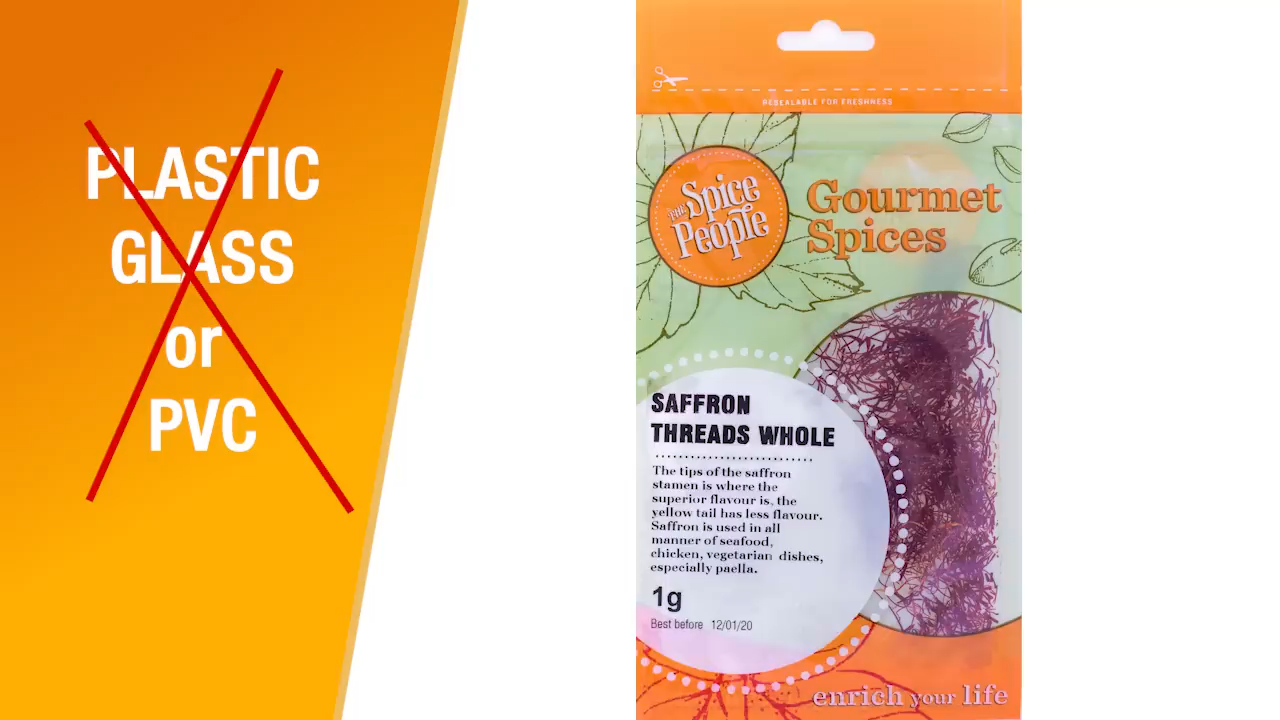 PLASTIC
GLASS
or
PVC
RESEALABLE FOR FRESHNESS
THE Spice
People
Gourmet
Spices
SAFFRON
THREADS WHOLE
The tips of the saffron
stamen is where the
superior flavour is, the
yellow tail has less flavour.
Saffron is used in all
manner of seafood,
chicken, vegetarian dishes,
especially paella.
1g
Best before 12/01/20
enrich your life